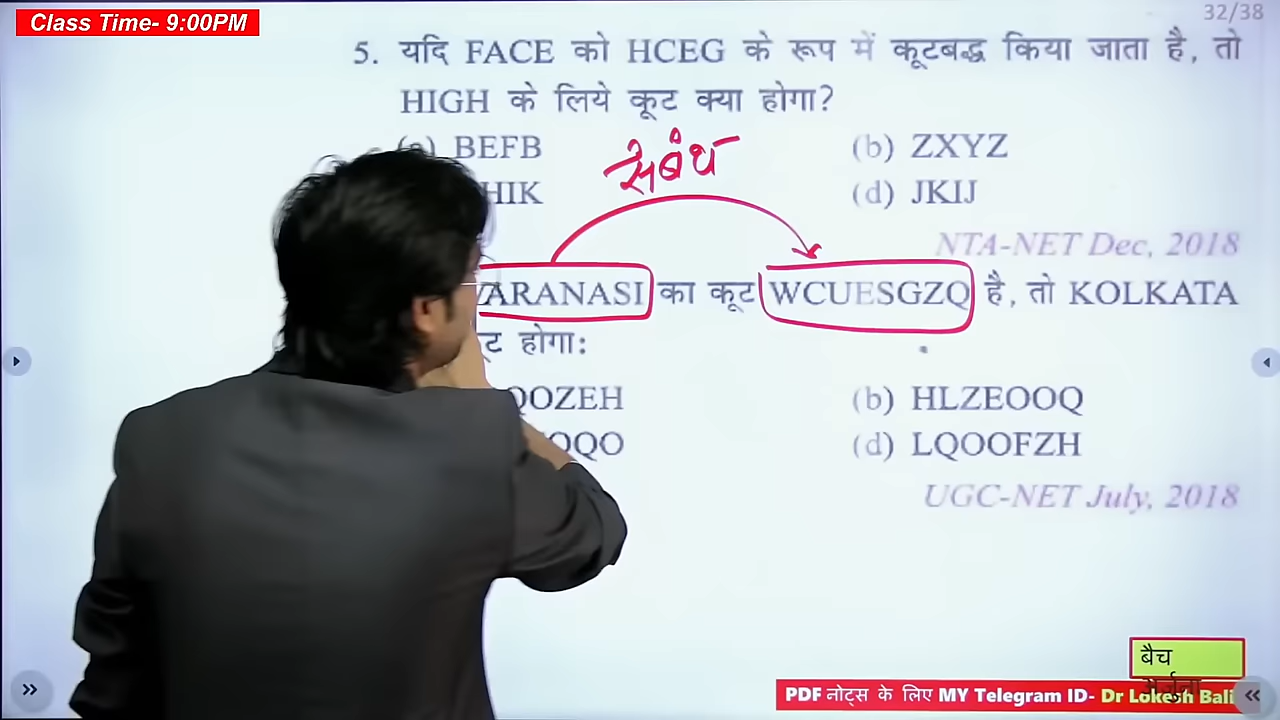 Class Time- 9:00PM
32/38
5. यदि FACE को HCEG के रूप में कूटबद्ध किया जाता है, तो
HIGH के लिये कूट क्या होगा?
(a) BEFB (b) ZXYZ
HIK (d) JKIJ
संबंध
NTA-NET Dec, 2018
ARANASI का कूट WCUESGZQ है, तो KOLKATA
होगा:
QOZEH (b) HLZEOOQ
OQO (d) LQOOFZH
UGC-NET July, 2018
बैच
अर्जुना
PDF नोट्स के लिए MY Telegram ID- Dr Lokesh Bali